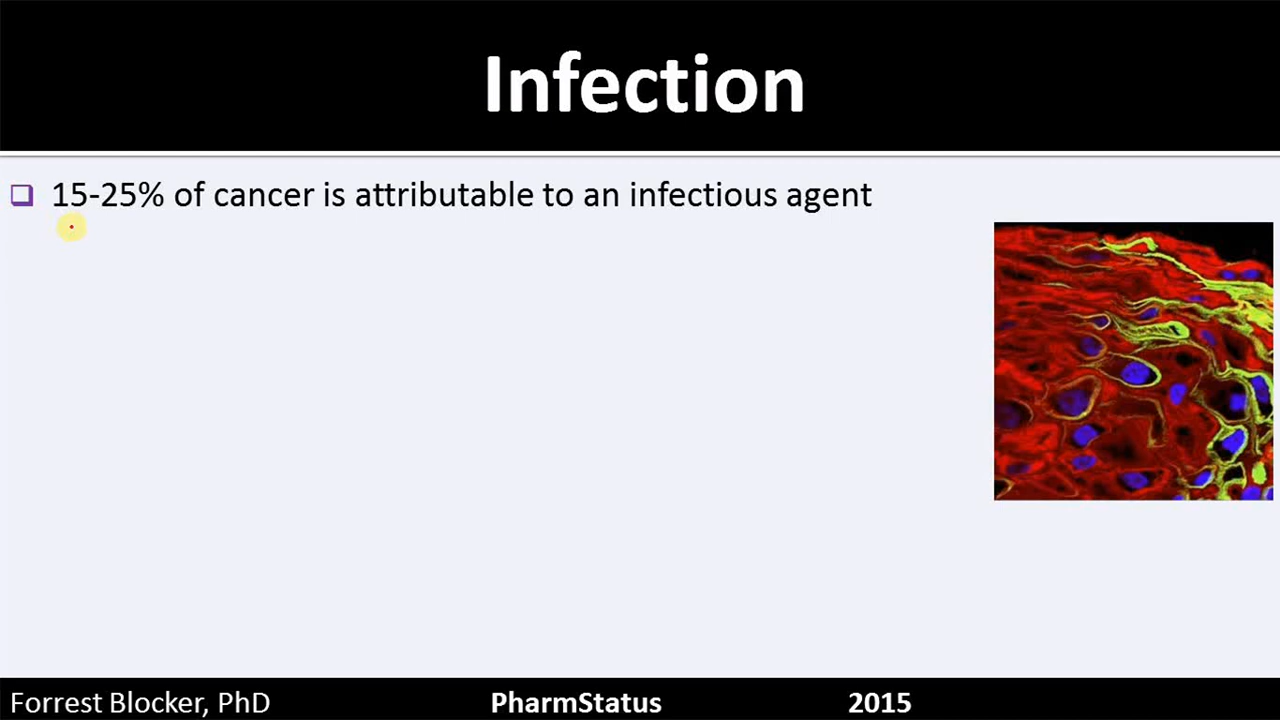 Infection
15-25% of cancer is attributable to an infectious agent
Forrest Blocker, PhD PharmStatus 2015